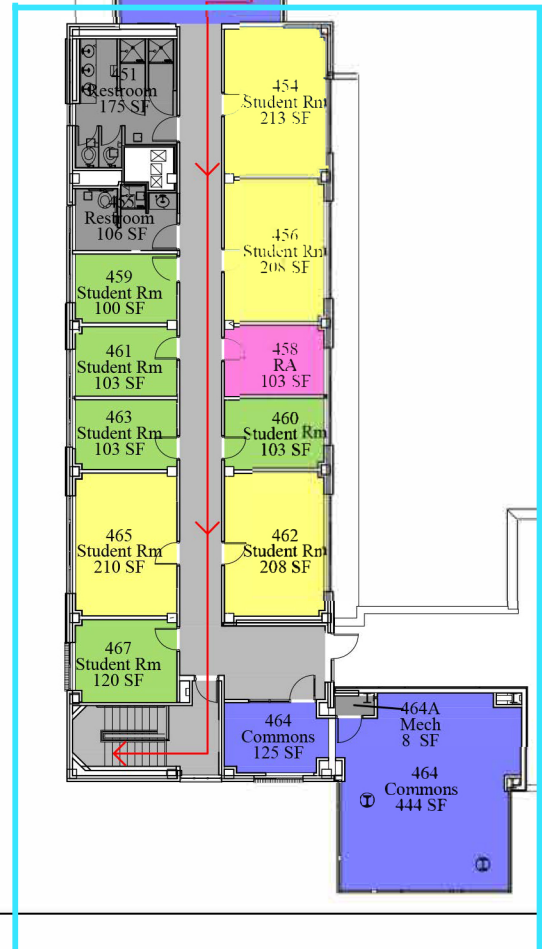 451
Restroom
175 SF
454
Student Rm
213 SF
Restroom
106 SF
456
Student Rm
208 SF
459
Student Rm
100 SF
461
Student Rm
103 SF
458
RA
103 SF
463
Student Rm
103 SF
460
Student Rm
103 SF
465
Student Rm
210 SF
462
Student Rm
208 SF
467
Student Rm
120 SF
464
Commons
125 SF
464A
Mech
8 SF
464
Commons
444 SF